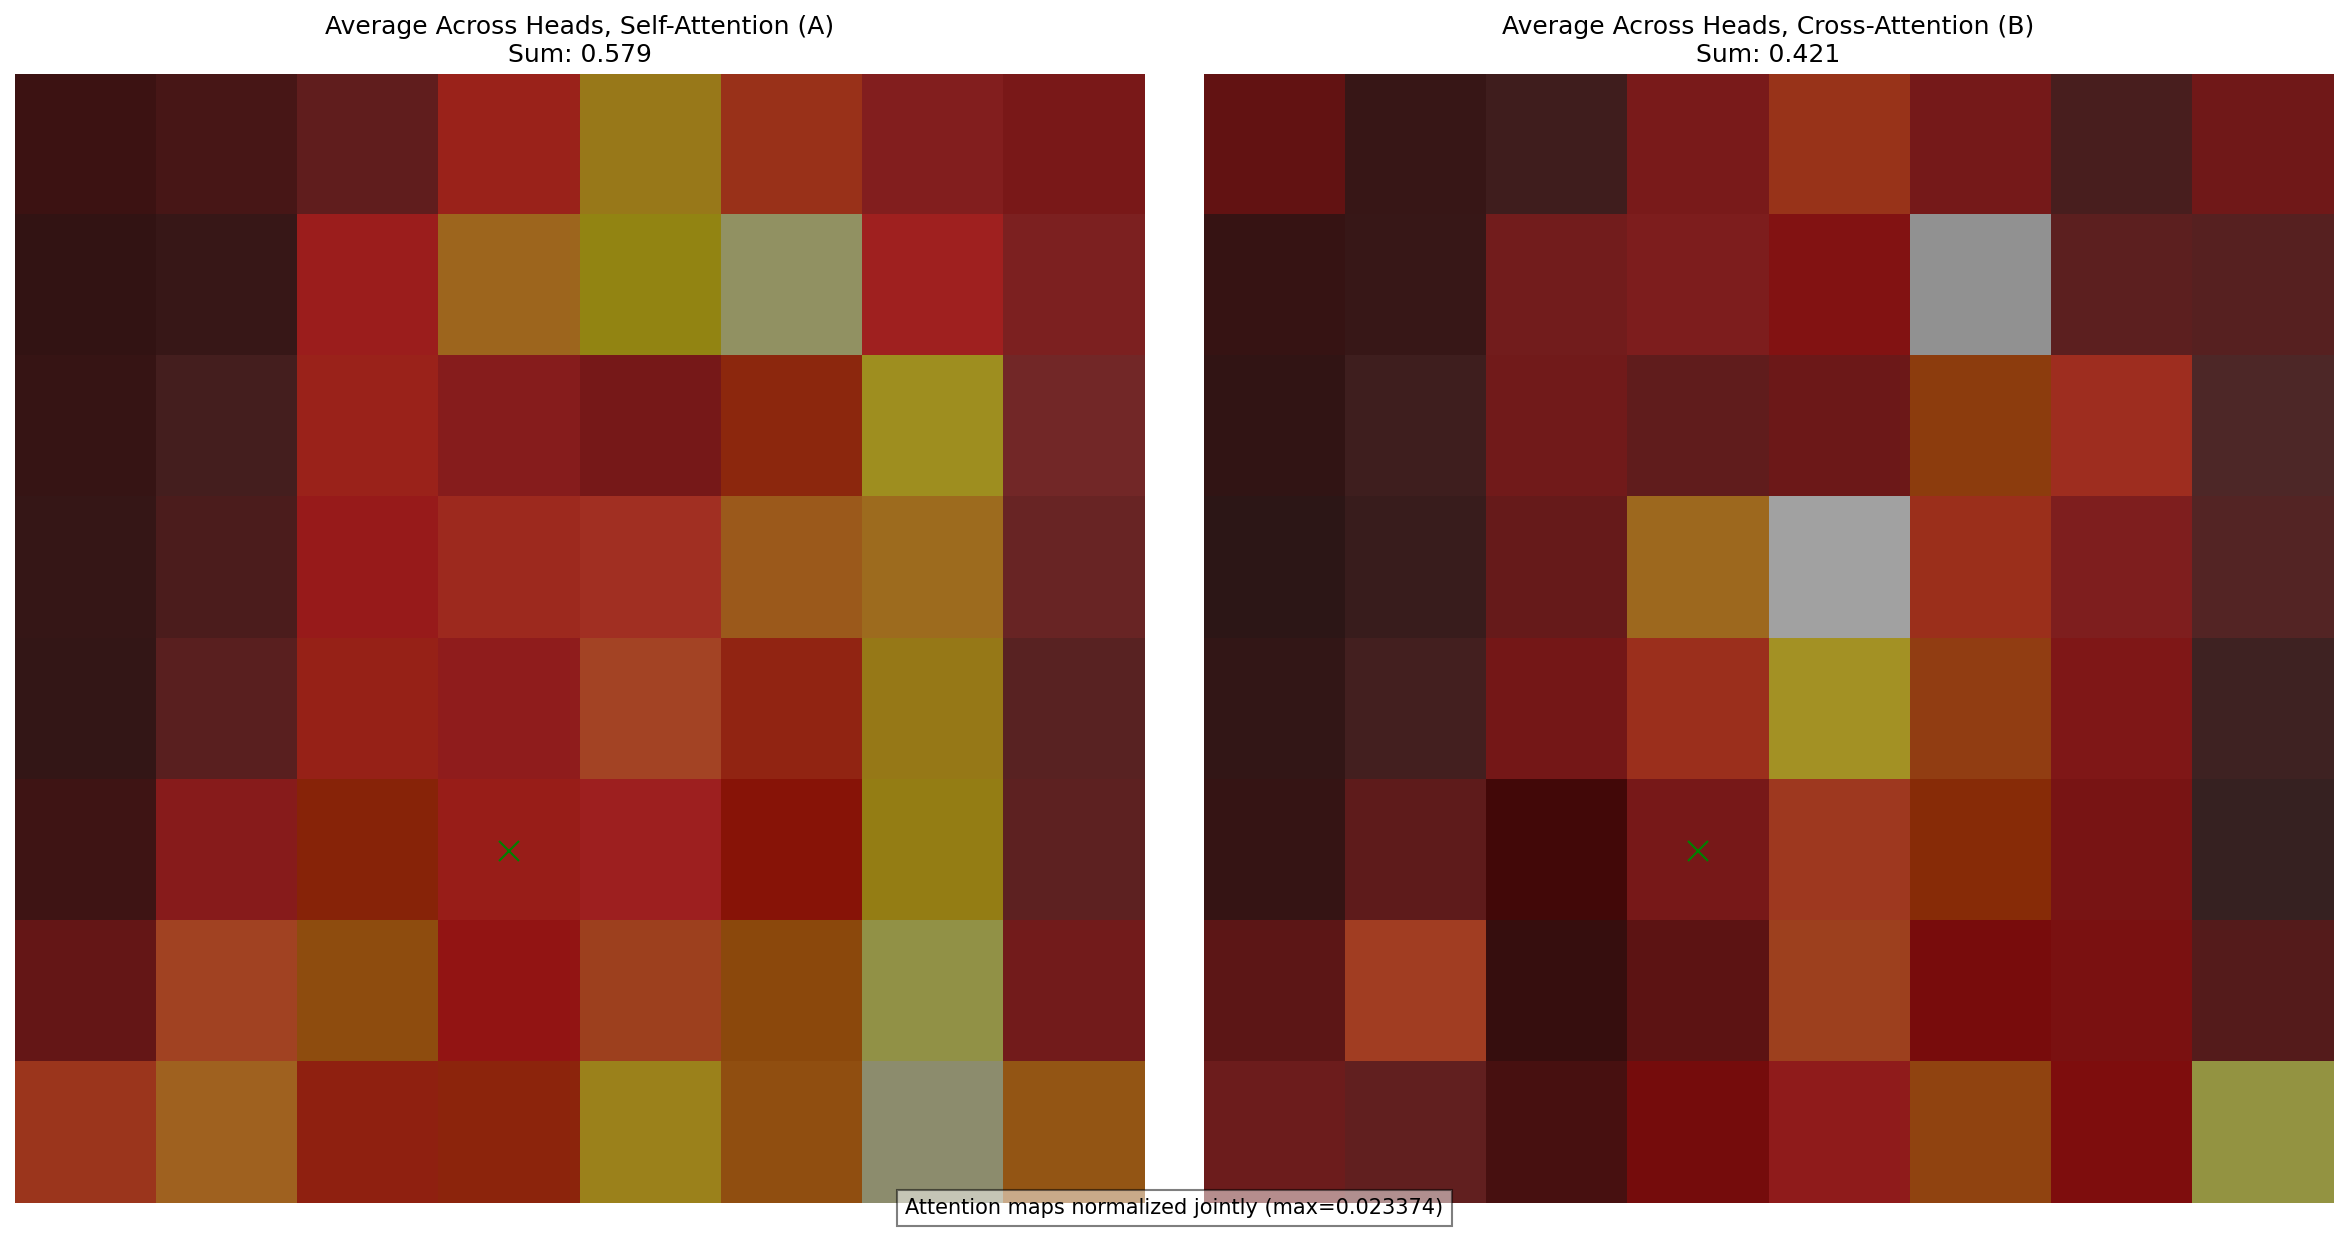 Average Across Heads, Self-Attention (A)
Sum: 0.579
Average Across Heads, Cross-Attention (B)
Sum: 0.421
Attention maps normalized jointly (max=0.023374)